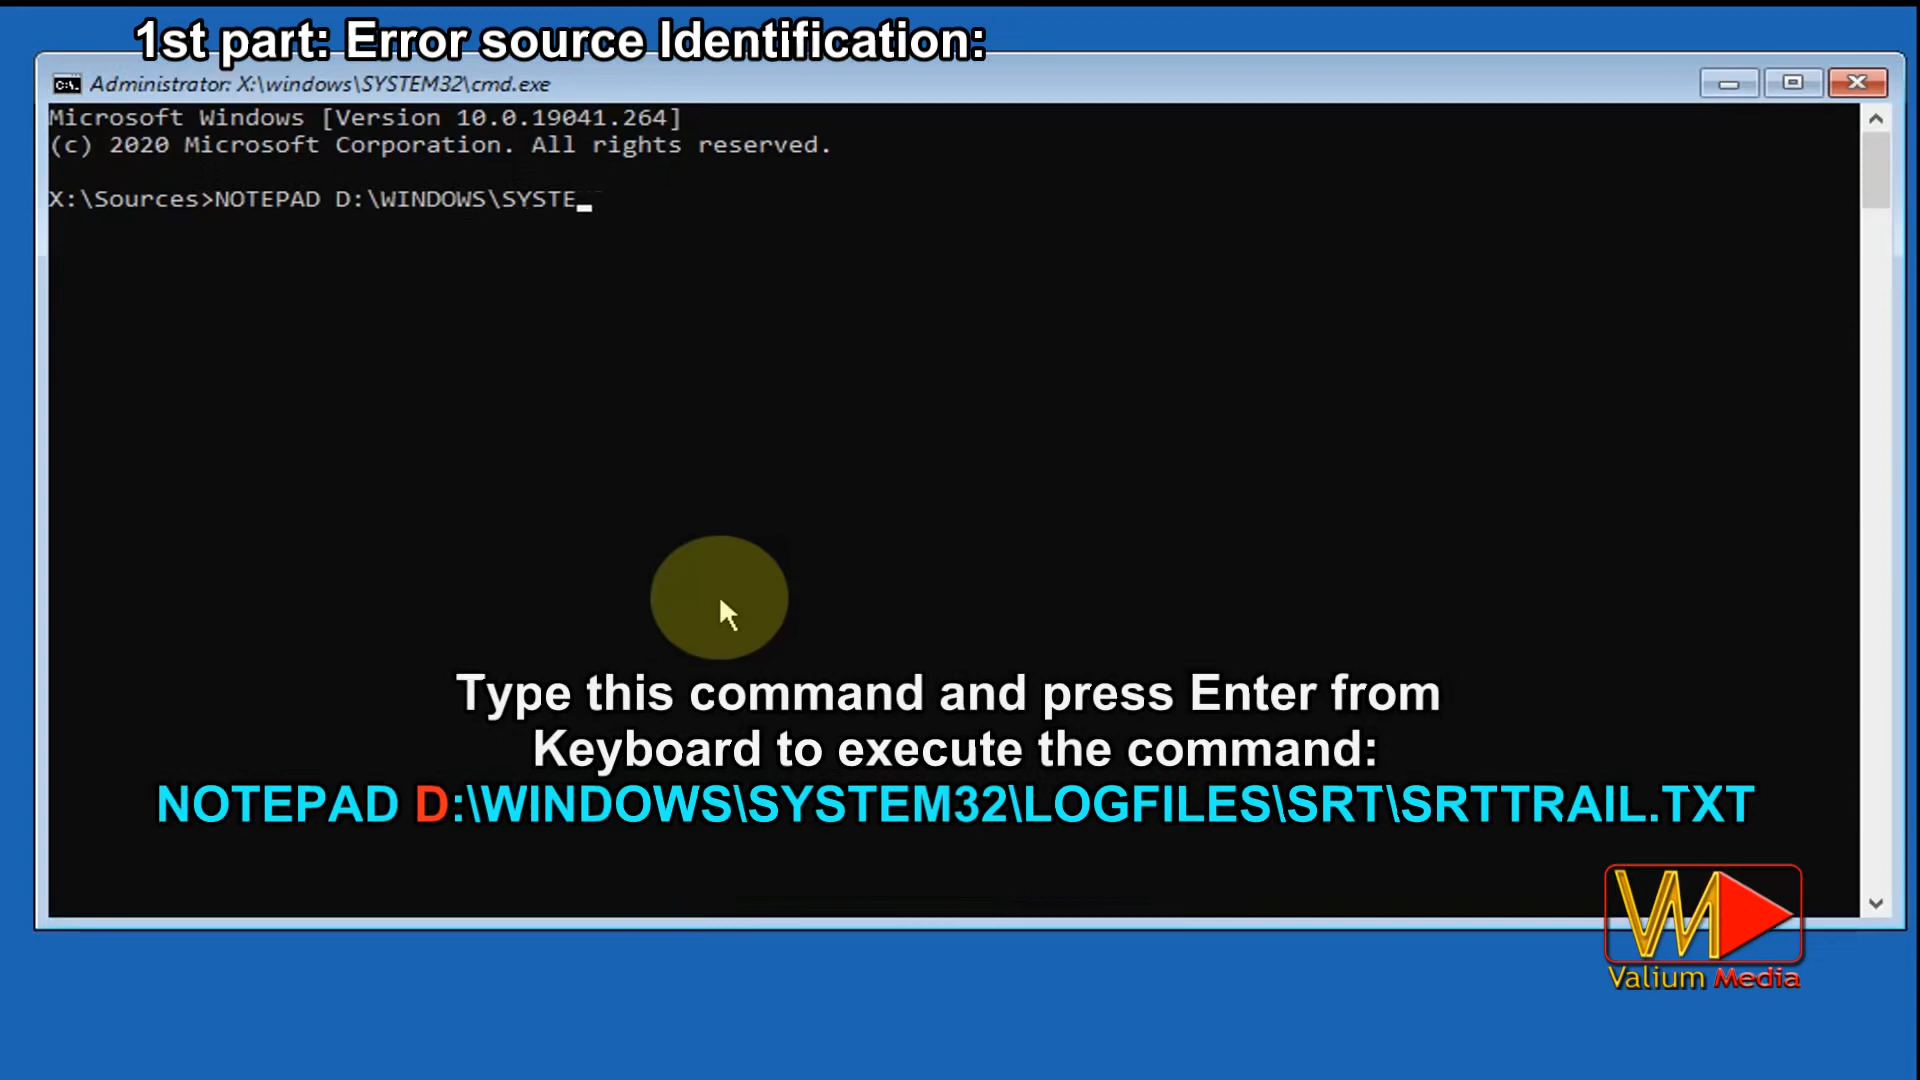 1st part: Error source Identification:
Administrator: X:\windows\SYSTEM32\cmd.exe
Microsoft Windows [Version 10.0.19041.264]
(c) 2020 Microsoft Corporation. All rights reserved.
X:\Sources>NOTEPAD D:\WINDOWS\SYSTE_
Type this command and press Enter from
Keyboard to execute the command:
NOTEPAD D:\WINDOWS\SYSTEM32\LOGFILES\SRT\SRTTRAIL.TXT
VM
Valium Media